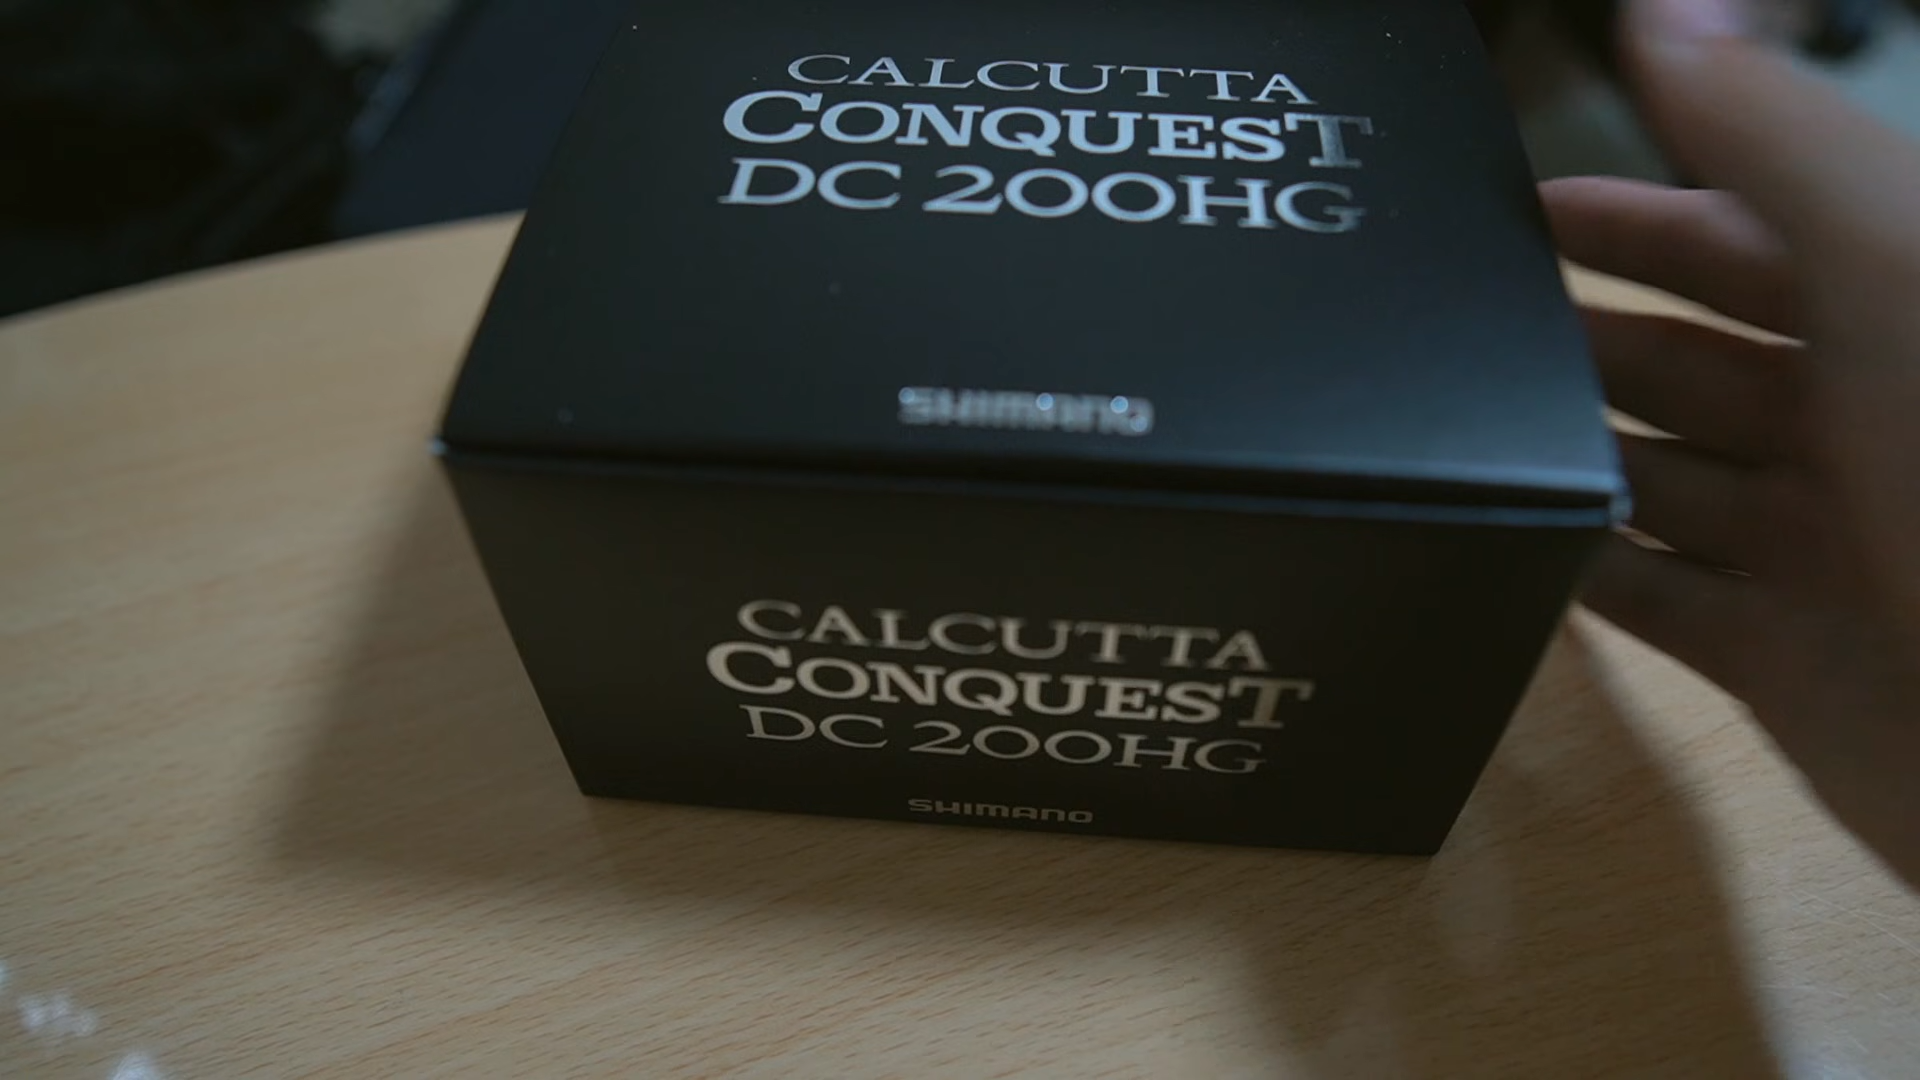 CALCUTTA
CONQUEST
DC 200HG
SHIMANO
CALCUTTA
CONQUEST
DC 200HG
SHIMANO